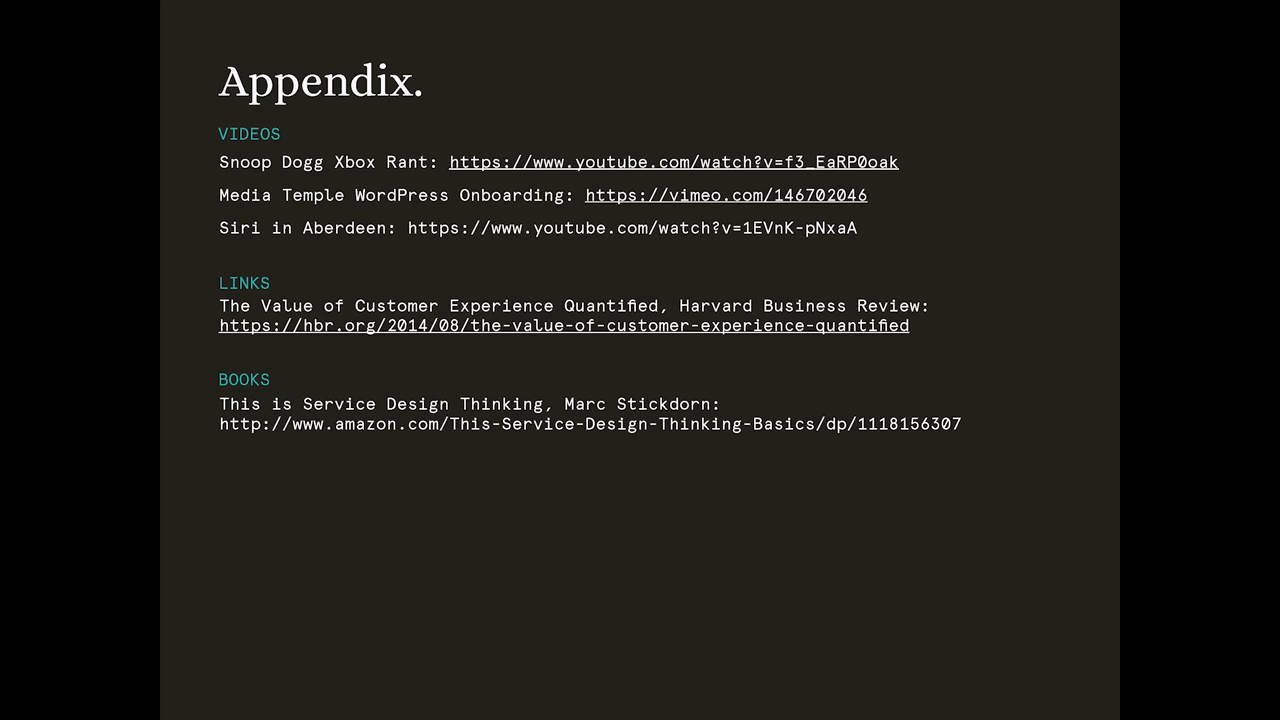 Appendix.
VIDEOS
Snoop Dogg Xbox Rant: https://www.youtube.com/watch?v=f3_EaRP0oak
Media Temple WordPress Onboarding: https://vimeo.com/146702046
Siri in Aberdeen: https://www.youtube.com/watch?v=1EVnK-pNxaA
LINKS
The Value of Customer Experience Quantified, Harvard Business Review:
https://hbr.org/2014/08/the-value-of-customer-experience-quantified
BOOKS
This is Service Design Thinking, Marc Stickdorn:
http://www.amazon.com/This-Service-Design-Thinking-Basics/dp/1118156307